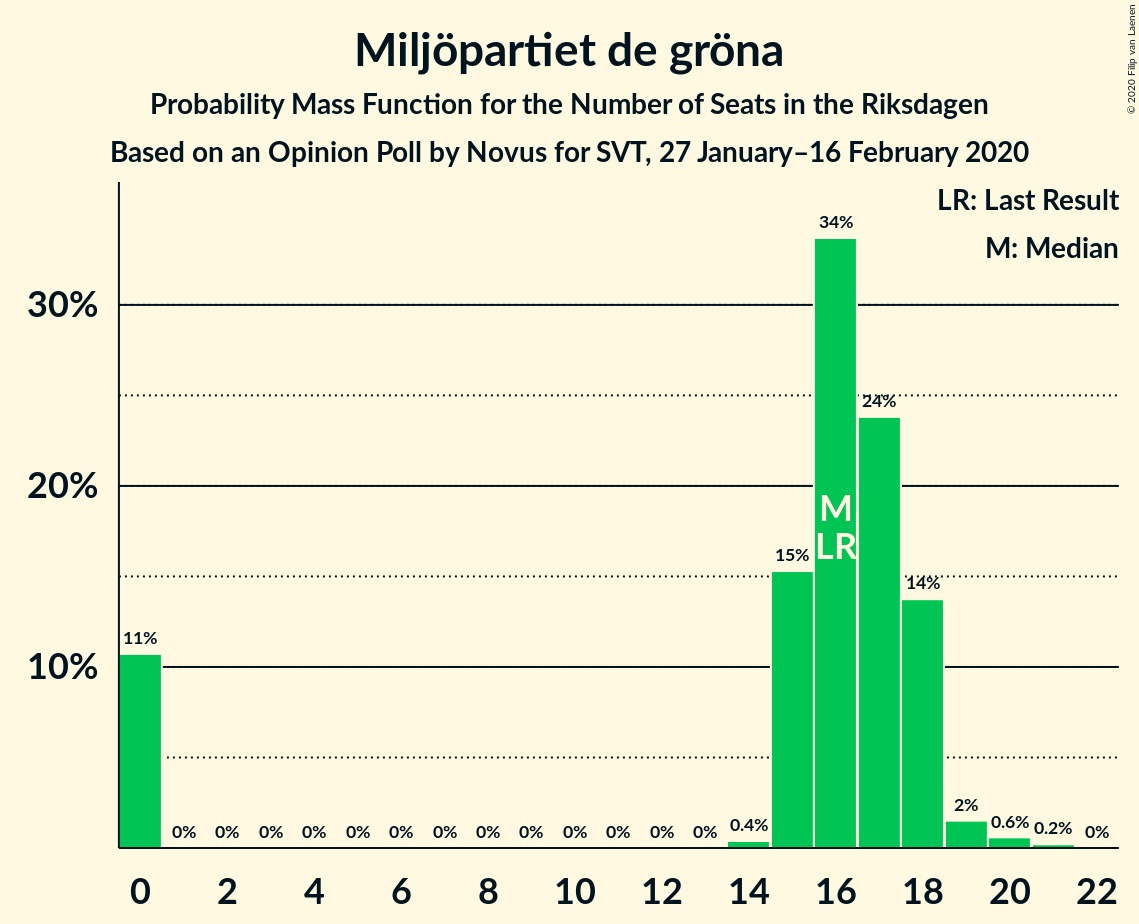 Miljöpartiet de gröna
Probability Mass Function for the Number of Seats in the Riksdagen
Based on an Opinion Poll by Novus for SVT, 27 January–16 February 2020
© 2020 Filip van Laenen
LR: Last Result
M: Median
34%
30%
24%
20%
M
LR
15%
14%
11%
10%
0% 0% 0% 0% 0% 0% 0% 0% 0% 0% 0% 0% 0% 0.4% 2% 0.6% 0.2% 0%
0 2 4 6 8 10 12 14 16 18 20 22